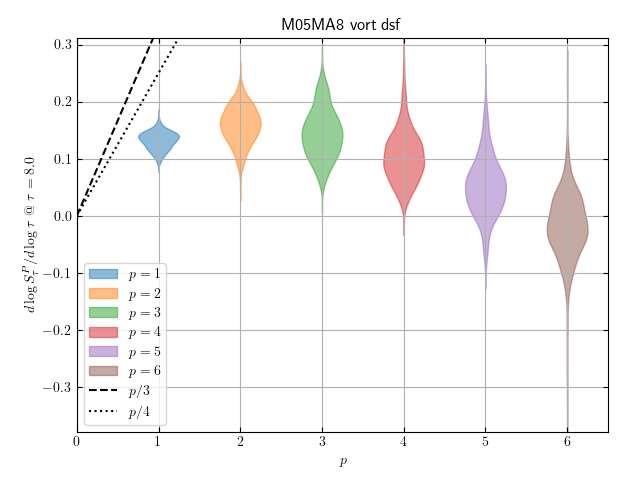 M05MA8 vort dsf
d log S_τ^P / d log τ @ τ = 8.0
0.3
0.2
0.1
0.0
−0.1
−0.2
−0.3
p = 1
p = 2
p = 3
p = 4
p = 5
p = 6
p/3
p/4
0 1 2 3 4 5 6
p